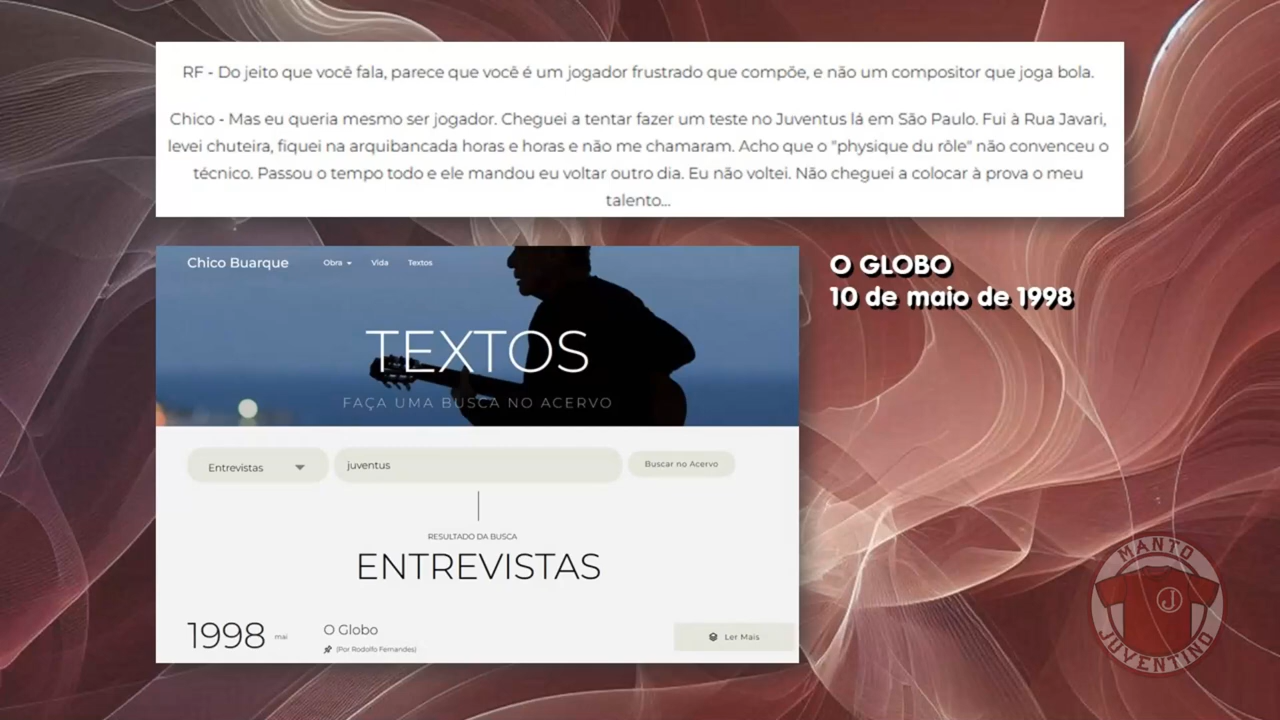 RF - Do jeito que você fala, parece que você é um jogador frustrado que compõe, e não um compositor que joga bola.
Chico - Mas eu queria mesmo ser jogador. Cheguei a tentar fazer um teste no Juventus lá em São Paulo. Fui à Rua Javari,
levei chuteira, fiquei na arquibancada horas e horas e não me chamaram. Acho que o "physique du rôle" não convenceu o
técnico. Passou o tempo todo e ele mandou eu voltar outro dia. Eu não voltei. Não cheguei a colocar à prova o meu
talento...
Chico Buarque Obra Vida Textos
TEXTOS
FAÇA UMA BUSCA NO ACERVO
O GLOBO
10 de maio de 1998
Entrevistas juventus Buscar no Acervo
RESULTADO DA BUSCA
ENTREVISTAS
1998 mai O Globo
(Por Rodolfo Fernandes)
Ler Mais
MANTO
J
JUVENTINO